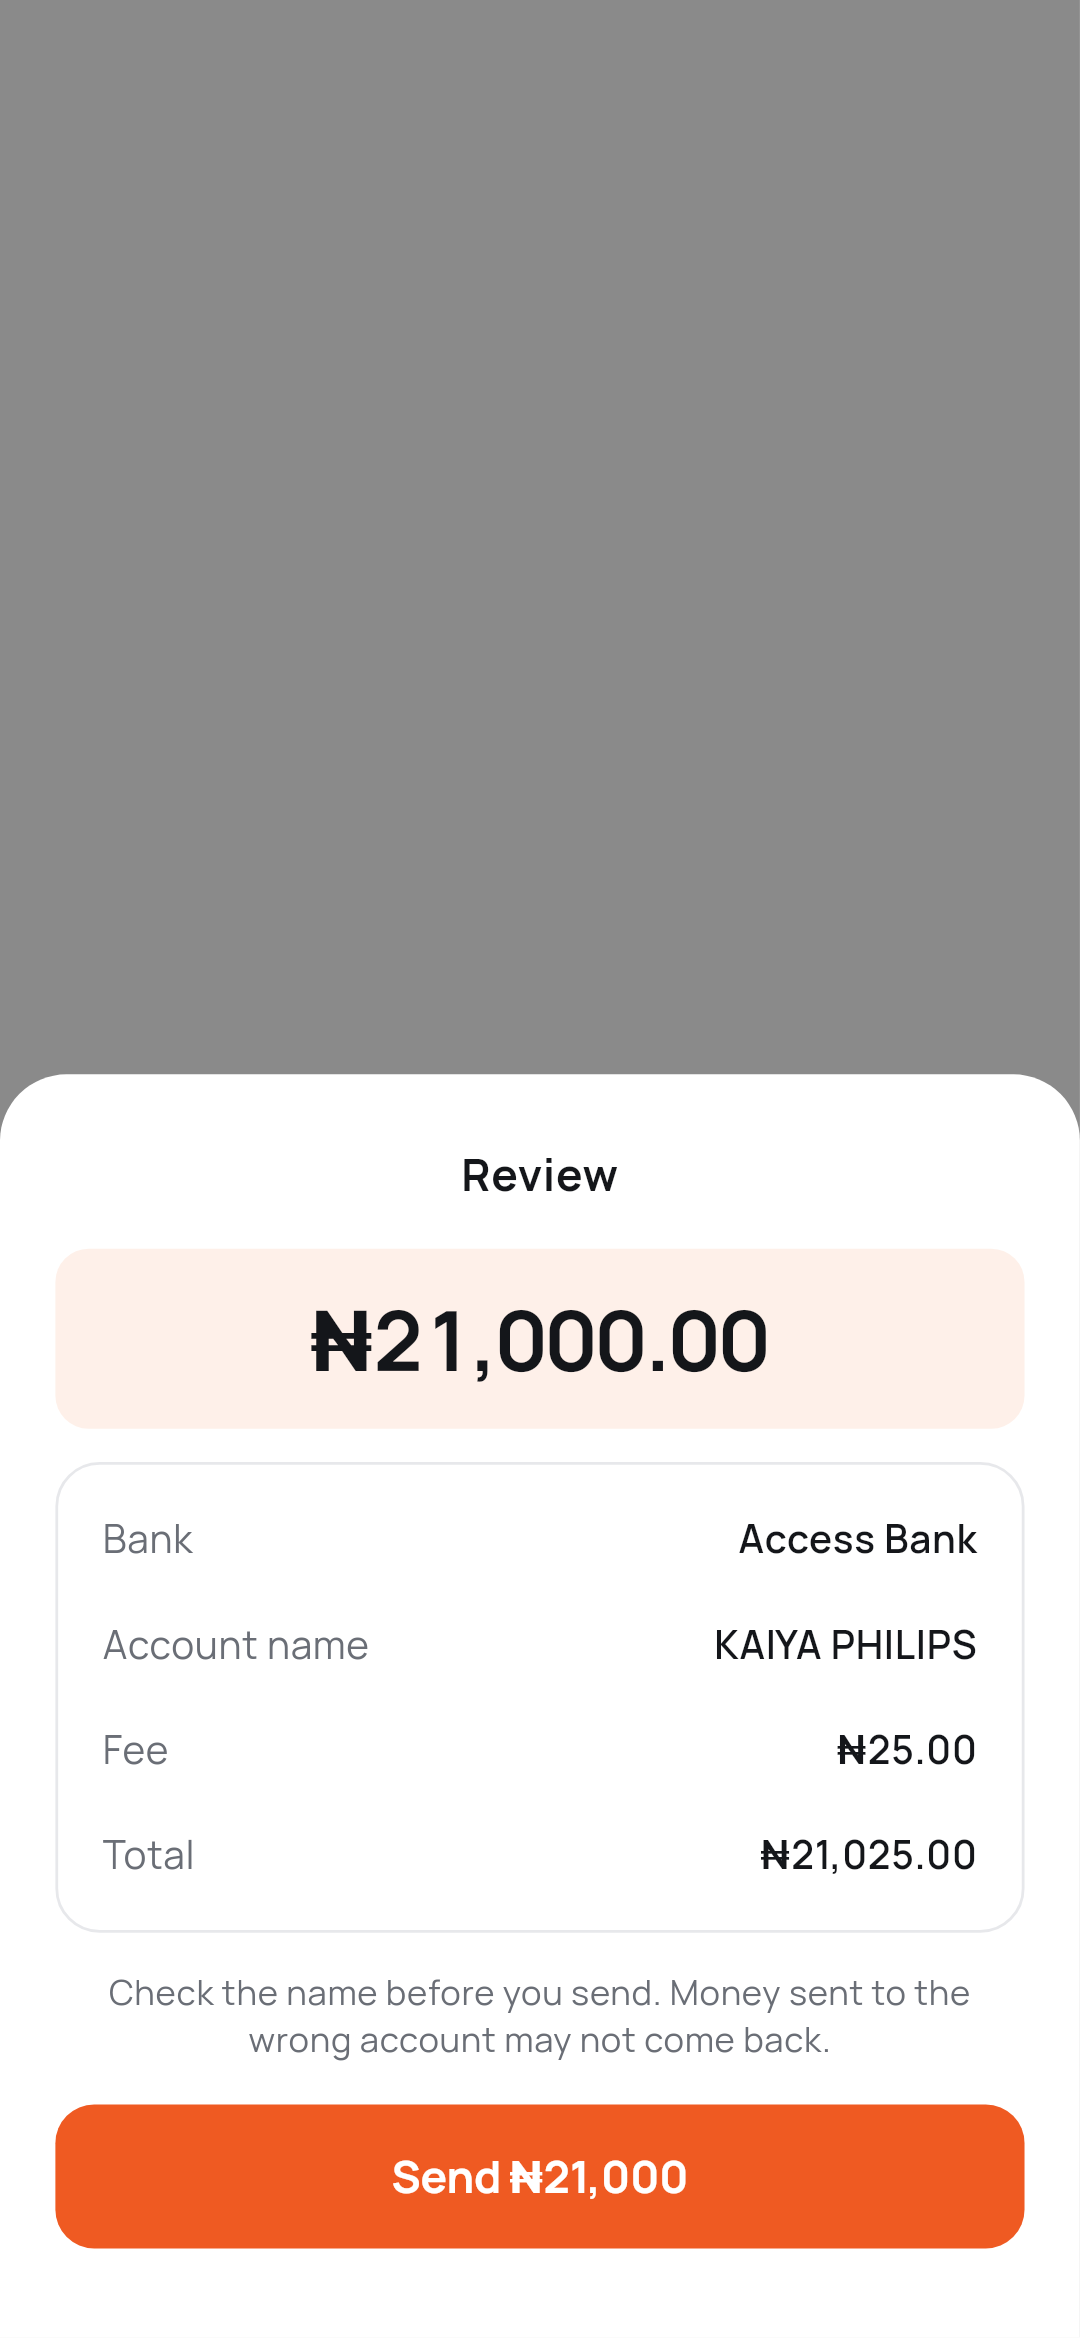 Review
₦21,000.00
Bank Access Bank
Account name KAIYA PHILIPS
Fee ₦25.00
Total ₦21,025.00
Check the name before you send. Money sent to the
wrong account may not come back.
Send ₦21,000